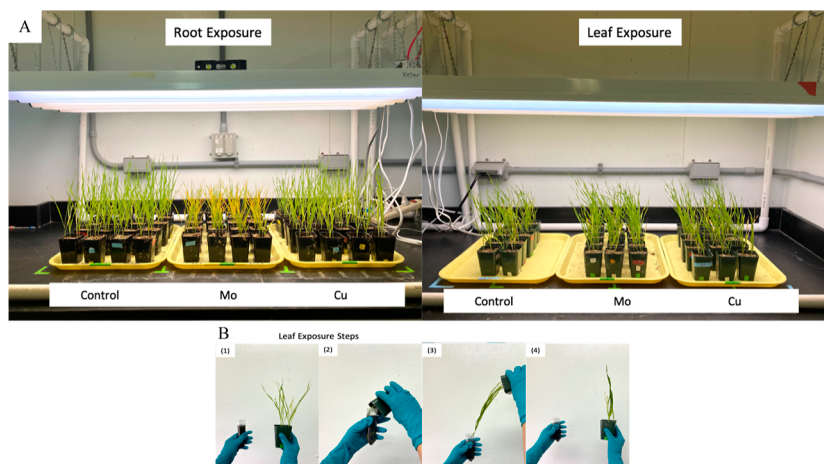 A
Root Exposure
Leaf Exposure
Control
Mo
Cu
Control
Mo
Cu
B
Leaf Exposure Steps
(1)
(2)
(3)
(4)